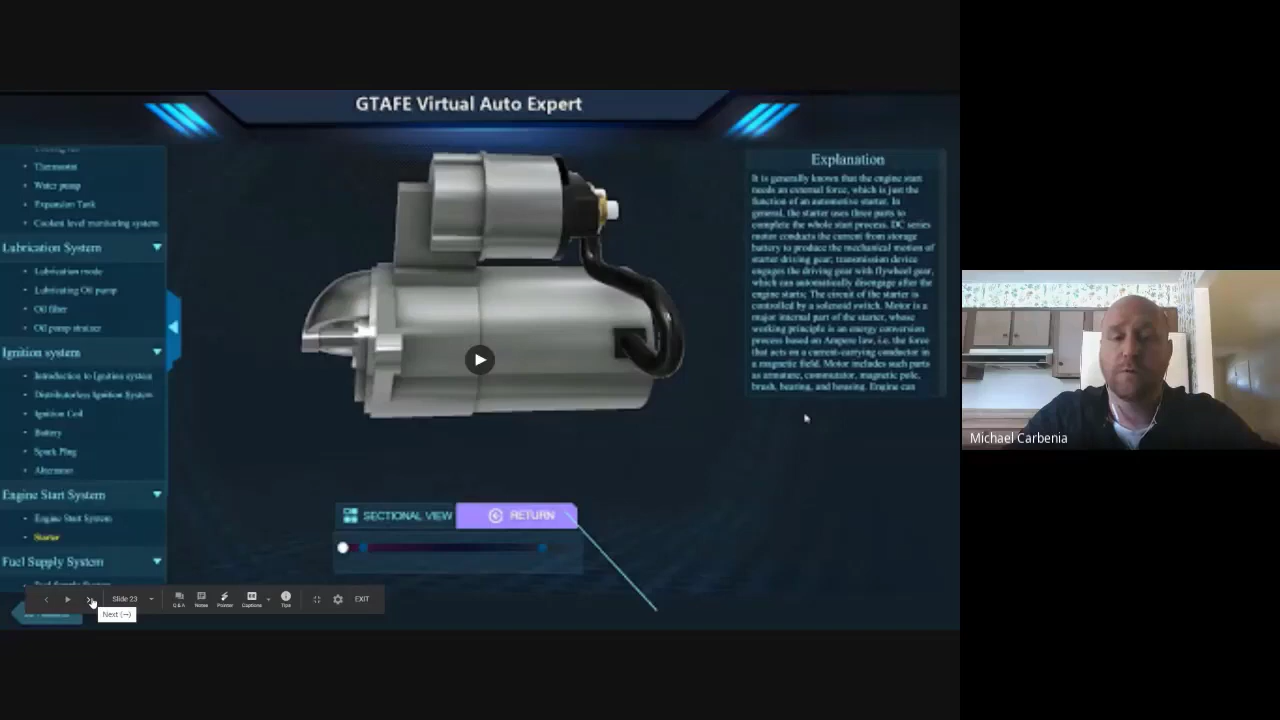 GTAFE Virtual Auto Expert
Thermostat
Water pump
Expansion Tank
Coolent level monitoring system
Lubrication System
Lubrication mode
Lubricating Oil pump
Oil filter
Oil pump strainer
Ignition system
Introduction to Ignition system
Distributorless Ignition System
Ignition Coil
Battery
Spark Plug
Alternator
Engine Start System
Engine Start System
Starter
Fuel Supply System
Explanation
It is generally known that the engine start
needs an external force, which is just the
function of an automotive starter. In
general, the starter uses three parts to
complete the whole start process. DC series
motor conducts the current from storage
battery to produce the mechanical motion of
starter driving gear; transmission device
engages the driving gear with flywheel gear,
which can automatically disengage after the
engine starts; The circuit of the starter is
controlled by a solenoid switch. Motor is a
major internal part of the starter, whose
working principle is an energy conversion
process based on Ampere law, i.e. the force
that acts on a current-carrying conductor in
a magnetic field. Motor includes such parts
as armature, commutator, magnetic pole,
brush, bearing, and housing. Engine can
SECTIONAL VIEW
RETURN
Slide 23
Q&A
Notes
Pointer
Captions
Tips
EXIT
Next (→)
Michael Carbenia